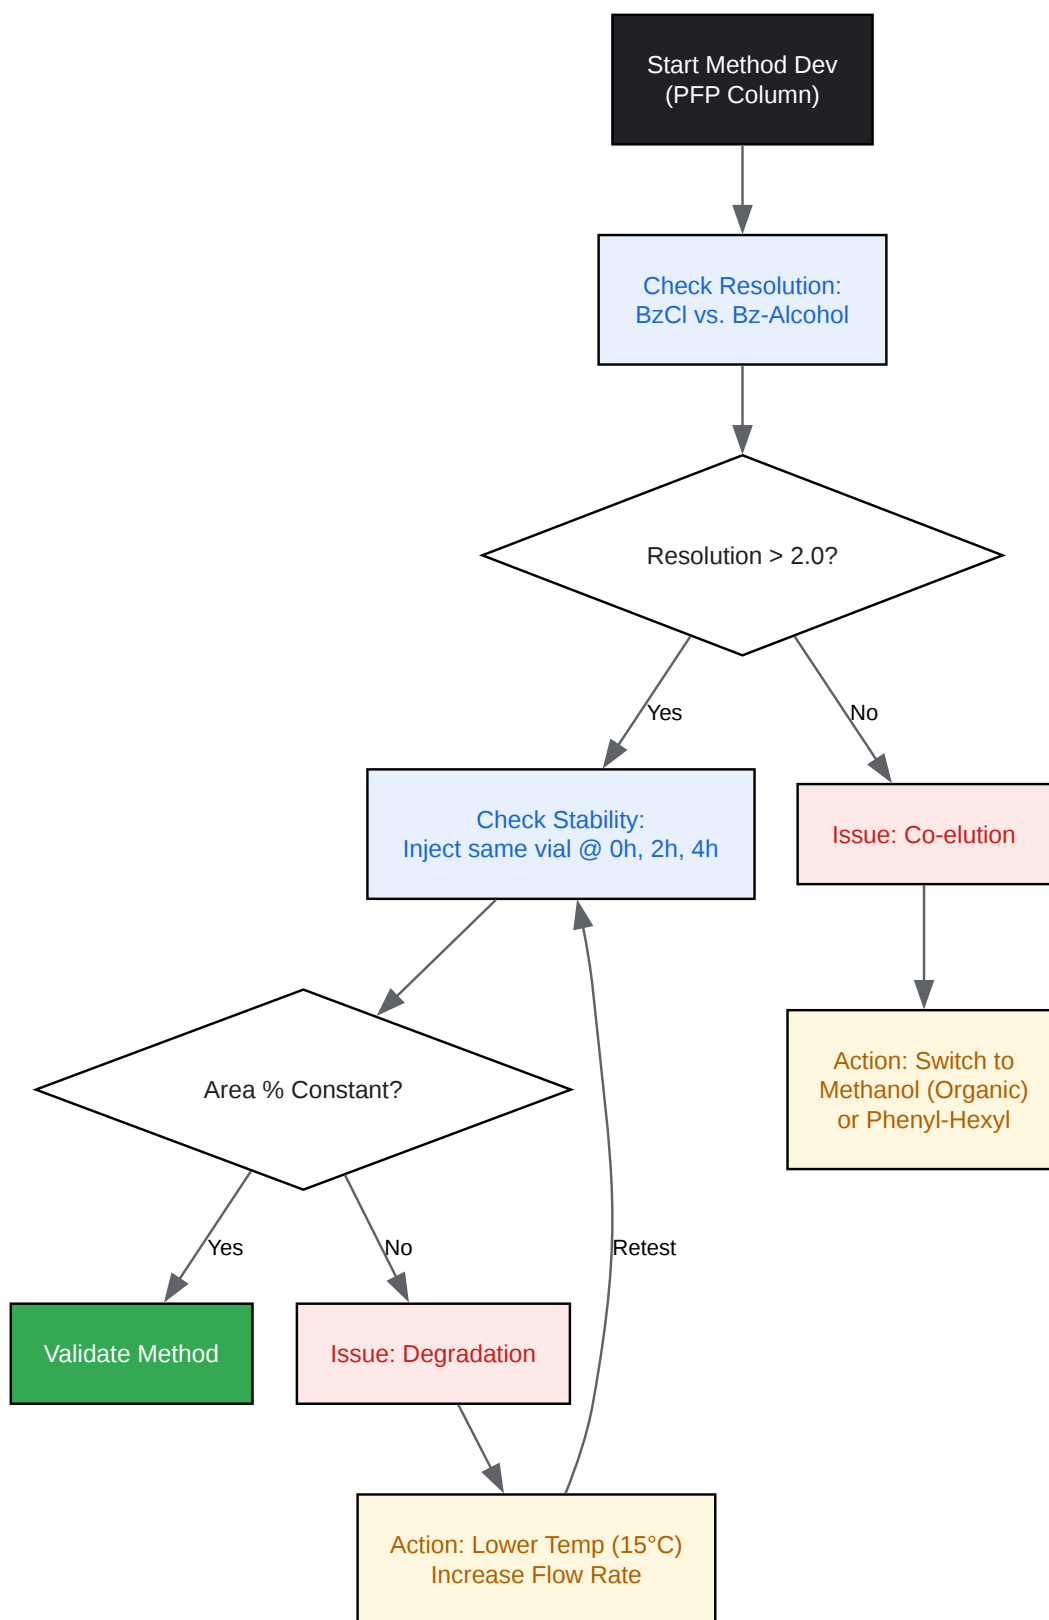 Start Method Dev
(PFP Column)
Check Resolution:
BzCl vs. Bz-Alcohol
Resolution > 2.0?
Yes
No
Check Stability:
Inject same vial @ 0h, 2h, 4h
Issue: Co-elution
Area % Constant?
Action: Switch to
Methanol (Organic)
or Phenyl-Hexyl
Yes
No
Retest
Validate Method
Issue: Degradation
Action: Lower Temp (15°C)
Increase Flow Rate